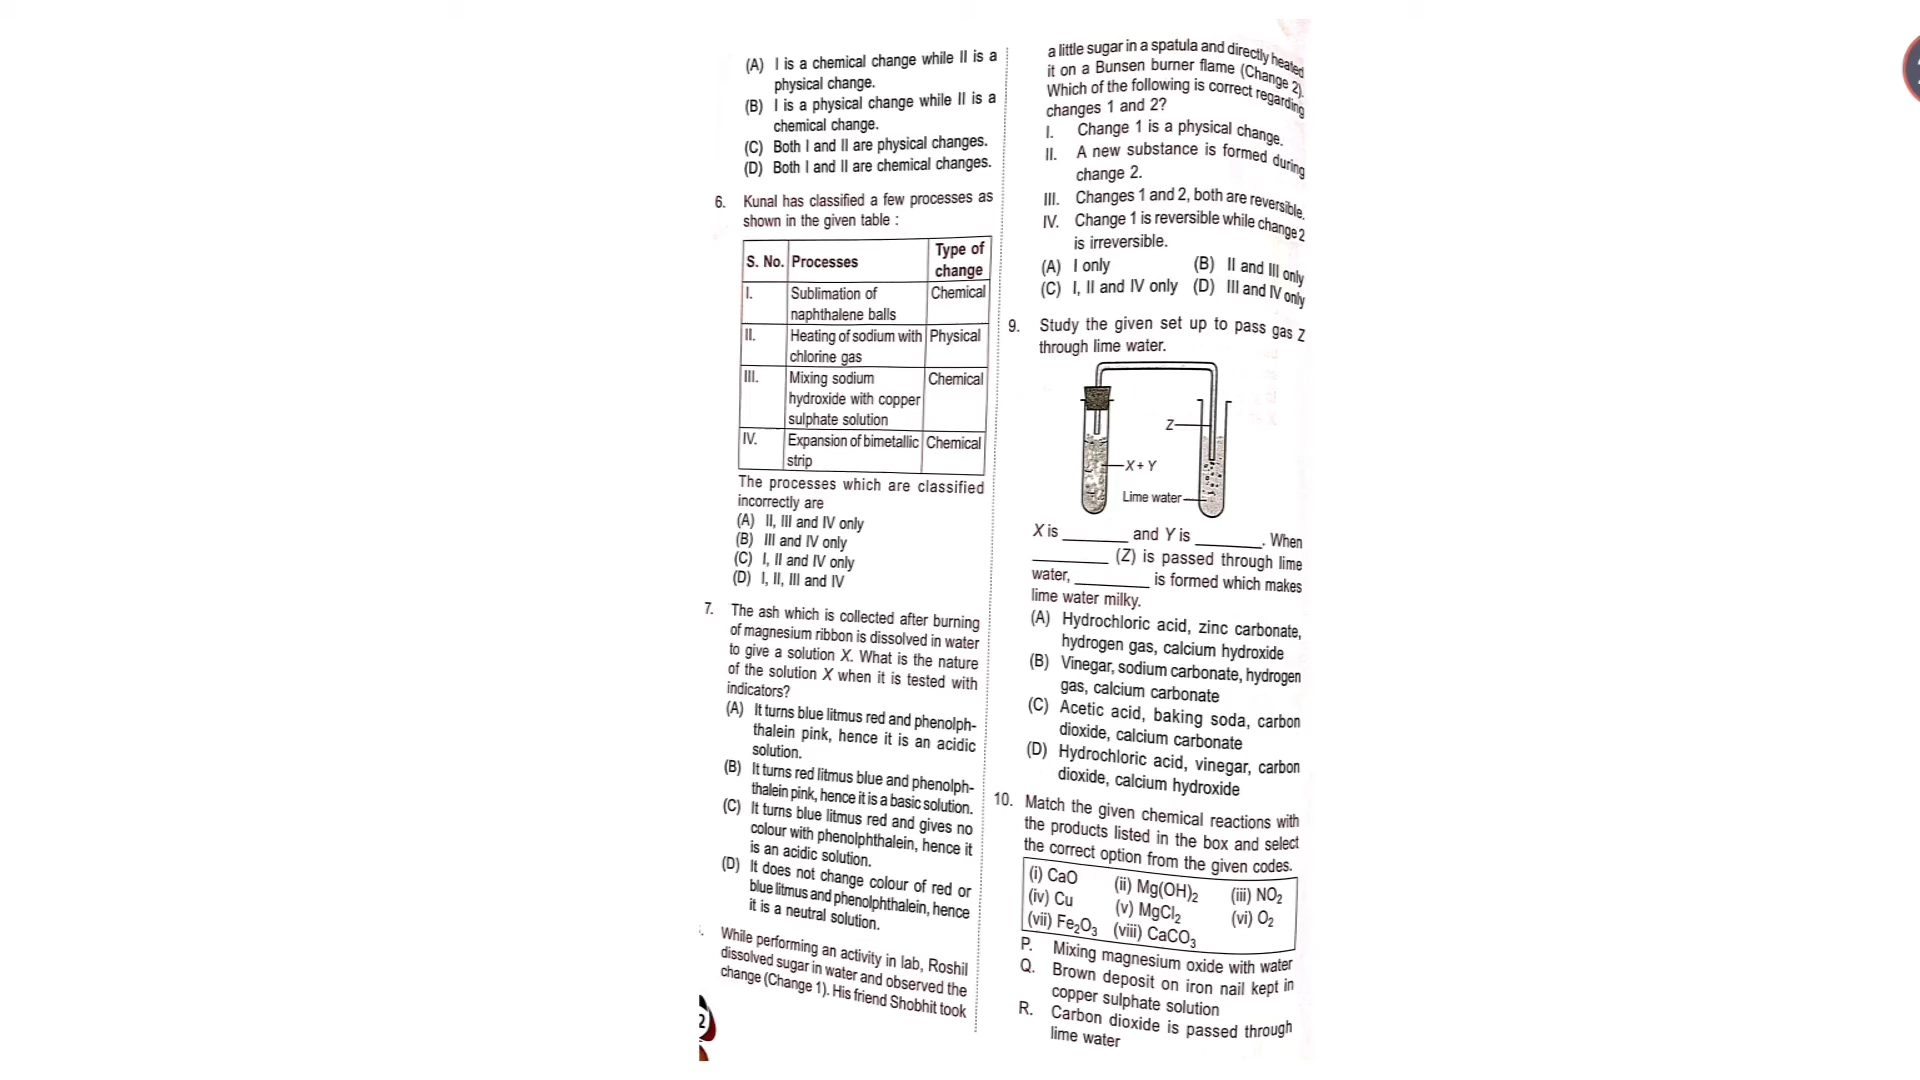 (A) I is a chemical change while II is a
physical change.
(B) I is a physical change while II is a
chemical change.
(C) Both I and II are physical changes.
(D) Both I and II are chemical changes.
6. Kunal has classified a few processes as
shown in the given table :
S. No. Processes Type of change
I. Sublimation of naphthalene balls Chemical
II. Heating of sodium with chlorine gas Physical
III. Mixing sodium hydroxide with copper sulphate solution Chemical
IV. Expansion of bimetallic strip Chemical
The processes which are classified
incorrectly are
(A) II, III and IV only
(B) III and IV only
(C) I, II and IV only
(D) I, II, III and IV
7. The ash which is collected after burning
of magnesium ribbon is dissolved in water
to give a solution X. What is the nature
of the solution X when it is tested with
indicators?
(A) It turns blue litmus red and phenolph-
thalein pink, hence it is an acidic
solution.
(B) It turns red litmus blue and phenolph-
thalein pink, hence it is a basic solution.
(C) It turns blue litmus red and gives no
colour with phenolphthalein, hence it
is an acidic solution.
(D) It does not change colour of red or
blue litmus and phenolphthalein, hence
it is a neutral solution.
While performing an activity in lab, Roshil
dissolved sugar in water and observed the
change (Change 1). His friend Shobhit took
2
a little sugar in a spatula and directly heated
it on a Bunsen burner flame (Change 2).
Which of the following is correct regarding
changes 1 and 2?
I. Change 1 is a physical change.
II. A new substance is formed during
change 2.
III. Changes 1 and 2, both are reversible.
IV. Change 1 is reversible while change 2
is irreversible.
(A) I only (B) II and III only
(C) I, II and IV only (D) III and IV only
9. Study the given set up to pass gas Z
through lime water.
Z
X + Y
Lime water
X is ________ and Y is ________. When
________ (Z) is passed through lime
water, ________ is formed which makes
lime water milky.
(A) Hydrochloric acid, zinc carbonate,
hydrogen gas, calcium hydroxide
(B) Vinegar, sodium carbonate, hydrogen
gas, calcium carbonate
(C) Acetic acid, baking soda, carbon
dioxide, calcium carbonate
(D) Hydrochloric acid, vinegar, carbon
dioxide, calcium hydroxide
10. Match the given chemical reactions with
the products listed in the box and select
the correct option from the given codes.
(i) CaO (ii) Mg(OH)₂ (iii) NO₂
(iv) Cu (v) MgCl₂ (vi) O₂
(vii) Fe₂O₃ (viii) CaCO₃
P. Mixing magnesium oxide with water
Q. Brown deposit on iron nail kept in
copper sulphate solution
R. Carbon dioxide is passed through
lime water